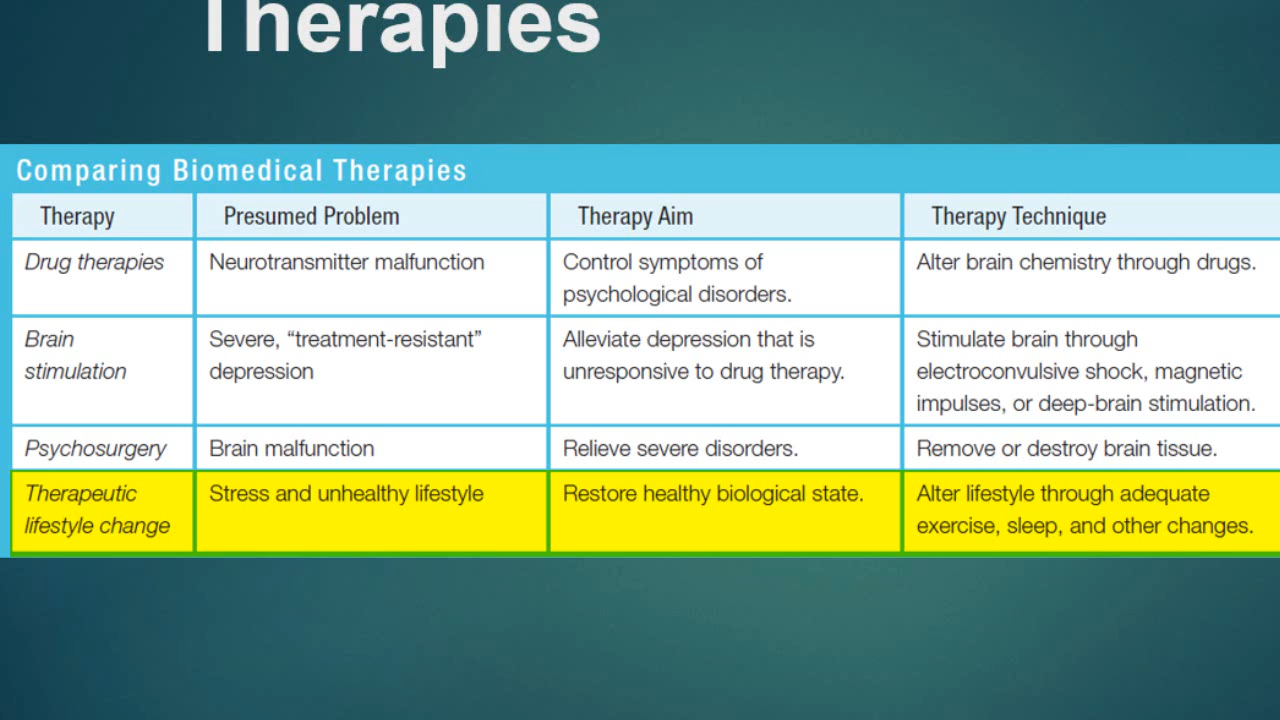 Therapies
Comparing Biomedical Therapies
Therapy Presumed Problem Therapy Aim Therapy Technique
Drug therapies Neurotransmitter malfunction Control symptoms of Alter brain chemistry through drugs.
psychological disorders.
Brain Severe, “treatment-resistant” Alleviate depression that is Stimulate brain through
stimulation depression unresponsive to drug therapy. electroconvulsive shock, magnetic
impulses, or deep-brain stimulation.
Psychosurgery Brain malfunction Relieve severe disorders. Remove or destroy brain tissue.
Therapeutic Stress and unhealthy lifestyle Restore healthy biological state. Alter lifestyle through adequate
lifestyle change exercise, sleep, and other changes.